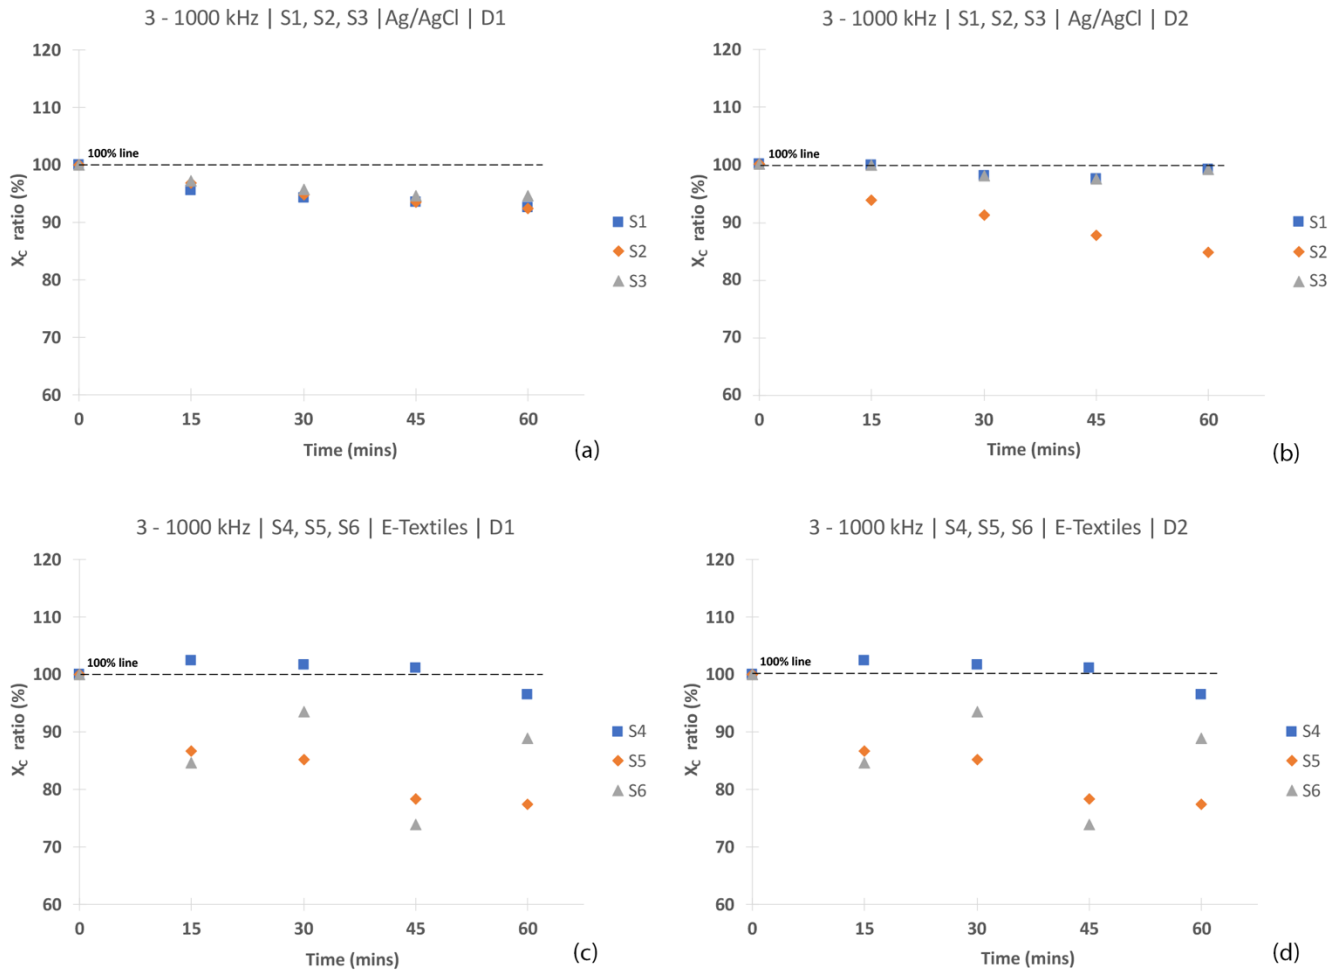 3 - 1000 kHz | S1, S2, S3 |Ag/AgCl | D1
120
110
100
90
80
70
60
100% line
X_C ratio (%)
0 15 30 45 60
Time (mins)
S1
S2
S3
(a)
3 - 1000 kHz | S1, S2, S3 | Ag/AgCl | D2
120
110
100
90
80
70
60
100% line
X_C ratio (%)
0 15 30 45 60
Time (mins)
S1
S2
S3
(b)
3 - 1000 kHz | S4, S5, S6 | E-Textiles | D1
120
110
100
90
80
70
60
100% line
X_C ratio (%)
0 15 30 45 60
Time (mins)
S4
S5
S6
(c)
3 - 1000 kHz | S4, S5, S6 | E-Textiles | D2
120
110
100
90
80
70
60
100% line
X_C ratio (%)
0 15 30 45 60
Time (mins)
S4
S5
S6
(d)